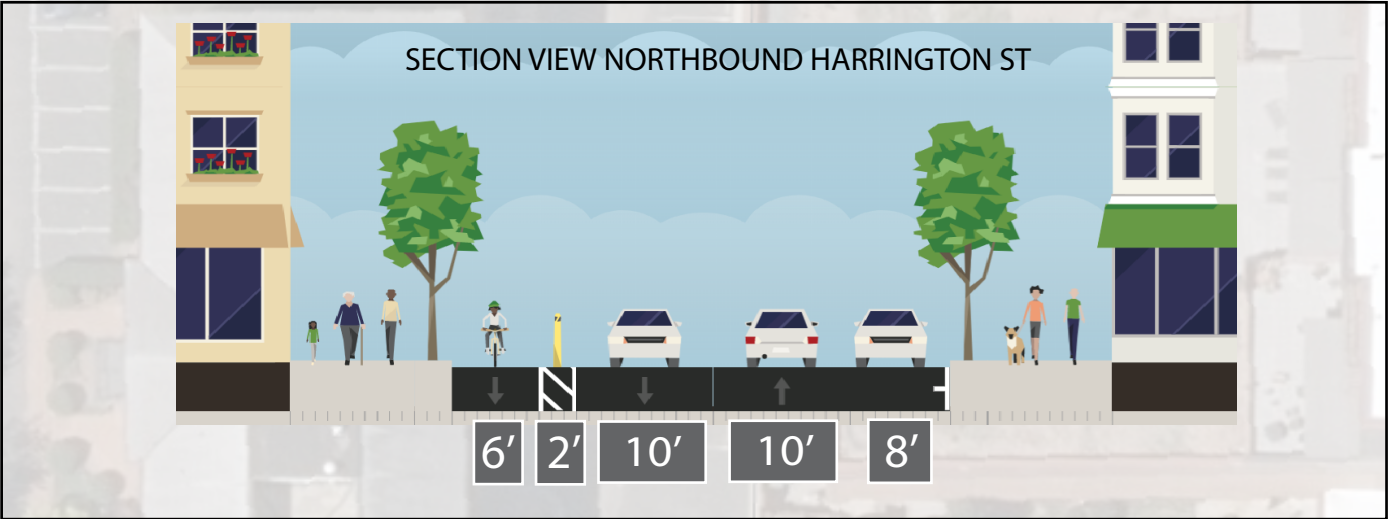 SECTION VIEW NORTHBOUND HARRINGTON ST
6’ 2’ 10’ 10’ 8’